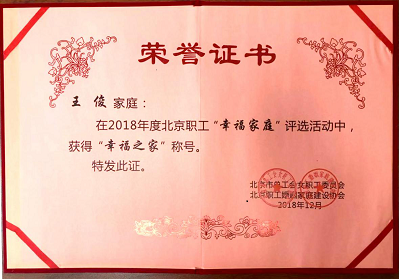 荣誉证书
王 俊 家庭：
在2018年度北京职工“幸福家庭”评选活动中，
获得“幸福之家”称号。
特发此证。
北京市总工会女职工委员会
北京职工婚姻家庭建设协会
2018年12月